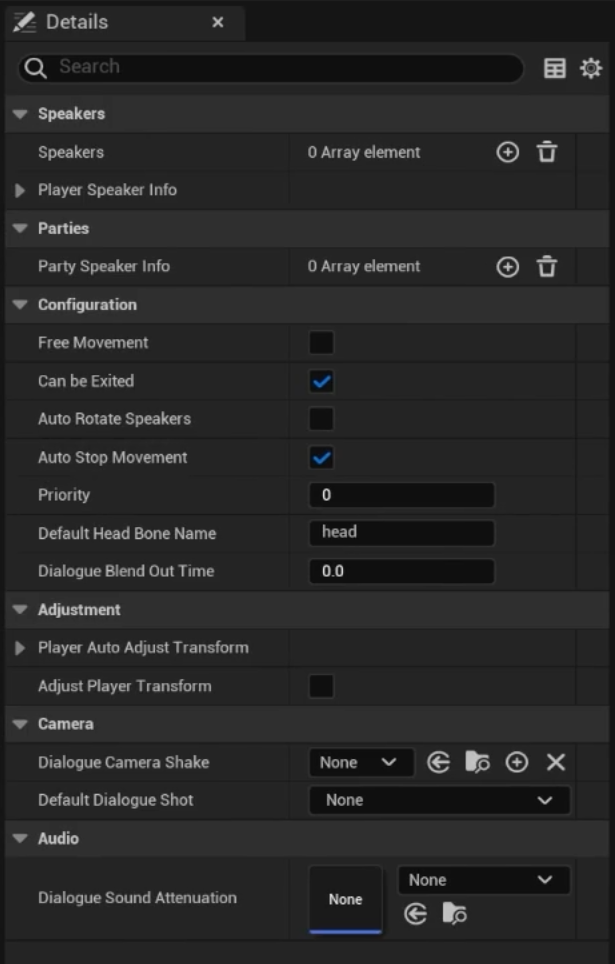 Details
Search
Speakers
Speakers 0 Array element
Player Speaker Info
Parties
Party Speaker Info 0 Array element
Configuration
Free Movement
Can be Exited
Auto Rotate Speakers
Auto Stop Movement
Priority 0
Default Head Bone Name head
Dialogue Blend Out Time 0.0
Adjustment
Player Auto Adjust Transform
Adjust Player Transform
Camera
Dialogue Camera Shake None
Default Dialogue Shot None
Audio
Dialogue Sound Attenuation None None